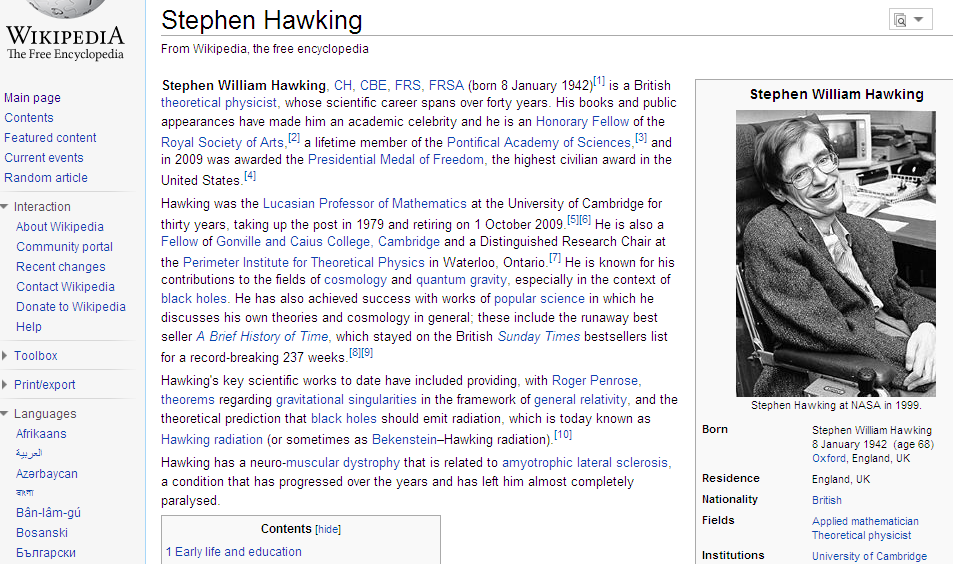 WIKIPEDIA
The Free Encyclopedia
Main page
Contents
Featured content
Current events
Random article
Interaction
About Wikipedia
Community portal
Recent changes
Contact Wikipedia
Donate to Wikipedia
Help
Toolbox
Print/export
Languages
Afrikaans
العربية
Azərbaycan
বাংলা
Bân-lâm-gú
Bosanski
Български
Stephen Hawking
From Wikipedia, the free encyclopedia
Stephen William Hawking, CH, CBE, FRS, FRSA (born 8 January 1942)[1] is a British
theoretical physicist, whose scientific career spans over forty years. His books and public
appearances have made him an academic celebrity and he is an Honorary Fellow of the
Royal Society of Arts,[2] a lifetime member of the Pontifical Academy of Sciences,[3] and
in 2009 was awarded the Presidential Medal of Freedom, the highest civilian award in the
United States.[4]
Hawking was the Lucasian Professor of Mathematics at the University of Cambridge for
thirty years, taking up the post in 1979 and retiring on 1 October 2009.[5][6] He is also a
Fellow of Gonville and Caius College, Cambridge and a Distinguished Research Chair at
the Perimeter Institute for Theoretical Physics in Waterloo, Ontario.[7] He is known for his
contributions to the fields of cosmology and quantum gravity, especially in the context of
black holes. He has also achieved success with works of popular science in which he
discusses his own theories and cosmology in general; these include the runaway best
seller A Brief History of Time, which stayed on the British Sunday Times bestsellers list
for a record-breaking 237 weeks.[8][9]
Hawking's key scientific works to date have included providing, with Roger Penrose,
theorems regarding gravitational singularities in the framework of general relativity, and the
theoretical prediction that black holes should emit radiation, which is today known as
Hawking radiation (or sometimes as Bekenstein–Hawking radiation).[10]
Hawking has a neuro-muscular dystrophy that is related to amyotrophic lateral sclerosis,
a condition that has progressed over the years and has left him almost completely
paralysed.
Contents [hide]
1 Early life and education
Stephen William Hawking
Stephen Hawking at NASA in 1999.
Born Stephen William Hawking
8 January 1942 (age 68)
Oxford, England, UK
Residence England, UK
Nationality British
Fields Applied mathematician
Theoretical physicist
Institutions University of Cambridge